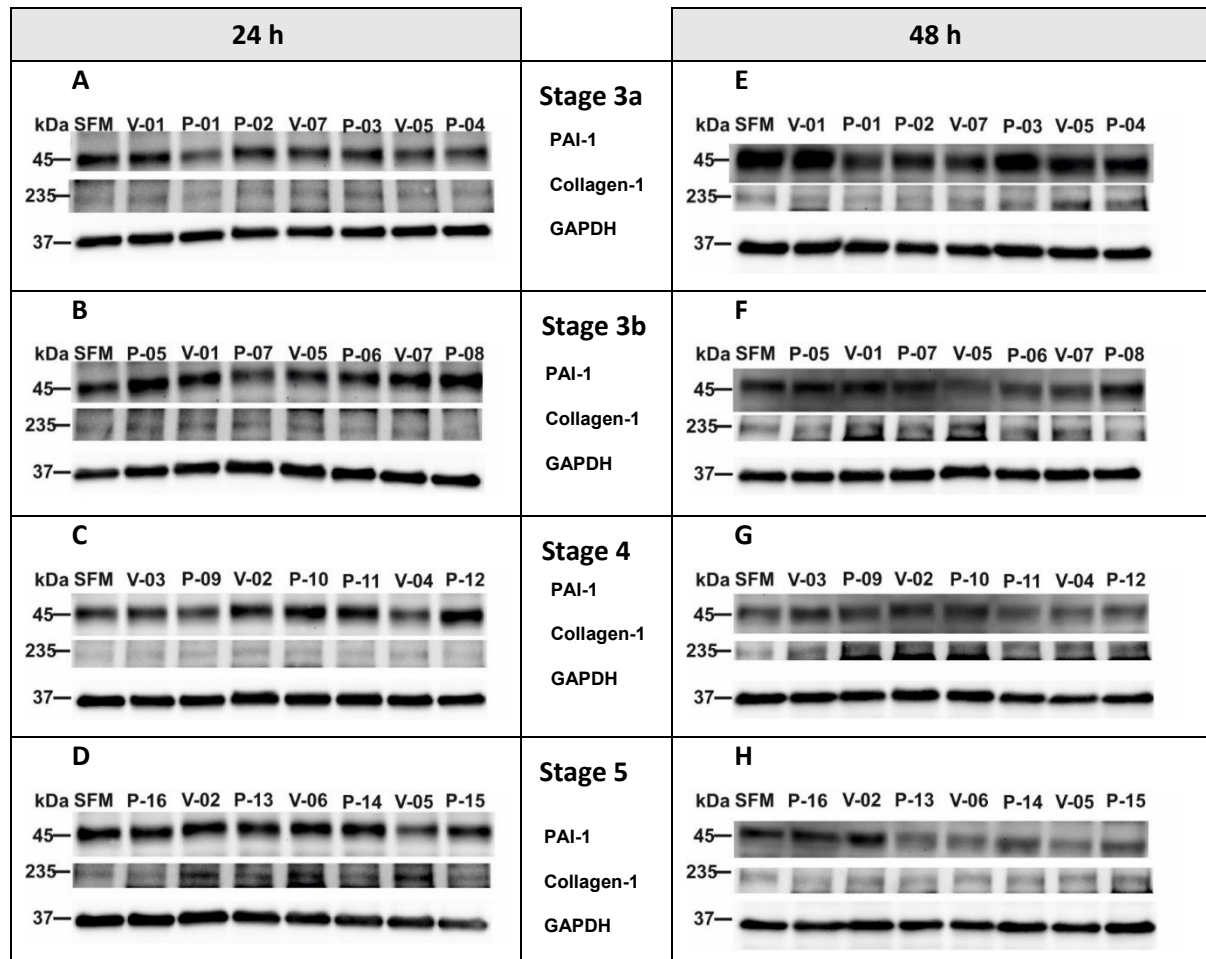 24 h
48 h
A
kDa SFM V-01 P-01 P-02 V-07 P-03 V-05 P-04
45
235
37
Stage 3a
PAI-1
Collagen-1
GAPDH
E
kDa SFM V-01 P-01 P-02 V-07 P-03 V-05 P-04
45
235
37
B
kDa SFM P-05 V-01 P-07 V-05 P-06 V-07 P-08
45
235
37
Stage 3b
PAI-1
Collagen-1
GAPDH
F
kDa SFM P-05 V-01 P-07 V-05 P-06 V-07 P-08
45
235
37
C
kDa SFM V-03 P-09 V-02 P-10 P-11 V-04 P-12
45
235
37
Stage 4
PAI-1
Collagen-1
GAPDH
G
kDa SFM V-03 P-09 V-02 P-10 P-11 V-04 P-12
45
235
37
D
kDa SFM P-16 V-02 P-13 V-06 P-14 V-05 P-15
45
235
37
Stage 5
PAI-1
Collagen-1
GAPDH
H
kDa SFM P-16 V-02 P-13 V-06 P-14 V-05 P-15
45
235
37